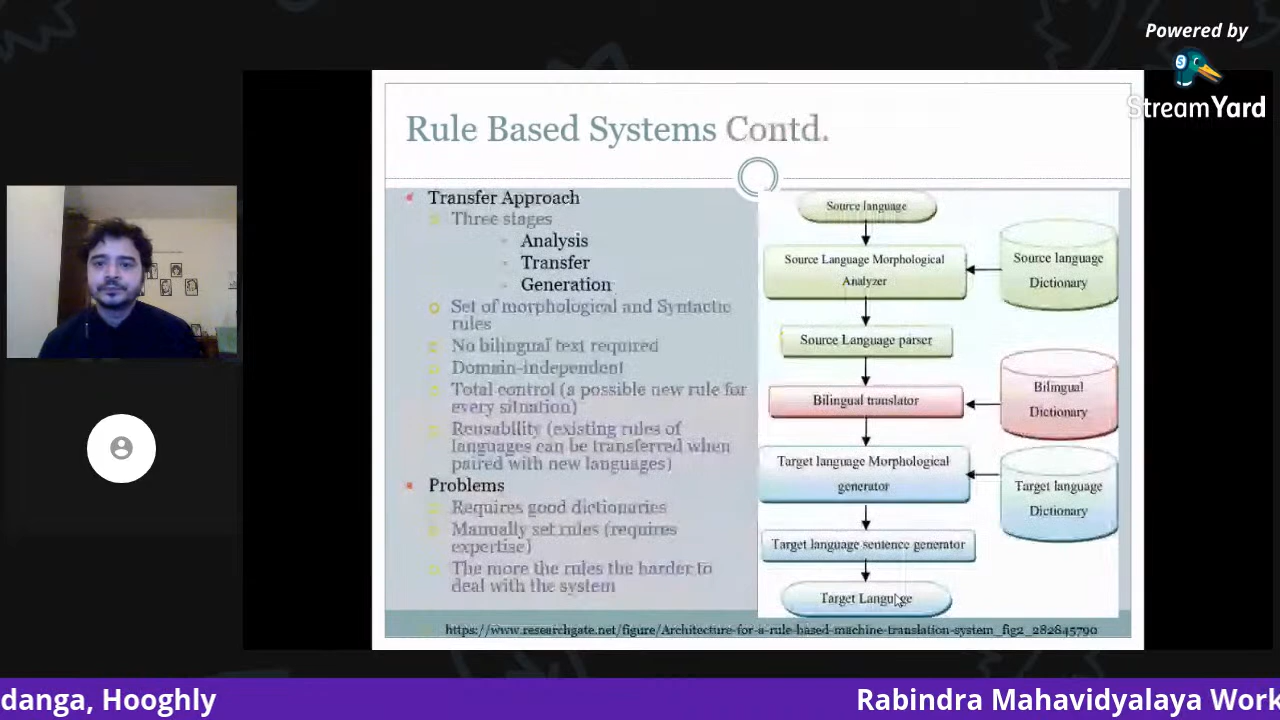 Powered by
StreamYard
Rule Based Systems Contd.
Transfer Approach
Three stages
Analysis
Transfer
Generation
Set of morphological and Syntactic
rules
No bilingual text required
Domain-independent
Total control (a possible new rule for
every situation)
Reusability (existing rules of
languages can be transferred when
paired with new languages)
Problems
Requires good dictionaries
Manually set rules (requires
expertise)
The more the rules the harder to
deal with the system
Source language
Source Language Morphological
Analyzer
Source language
Dictionary
Source Language parser
Bilingual translator
Bilingual
Dictionary
Target language Morphological
generator
Target language
Dictionary
Target language sentence generator
Target Language
https://www.researchgate.net/figure/Architecture-for-a-rule-based-machine-translation-system_fig2_282845790
danga, Hooghly
Rabindra Mahavidyalaya Work